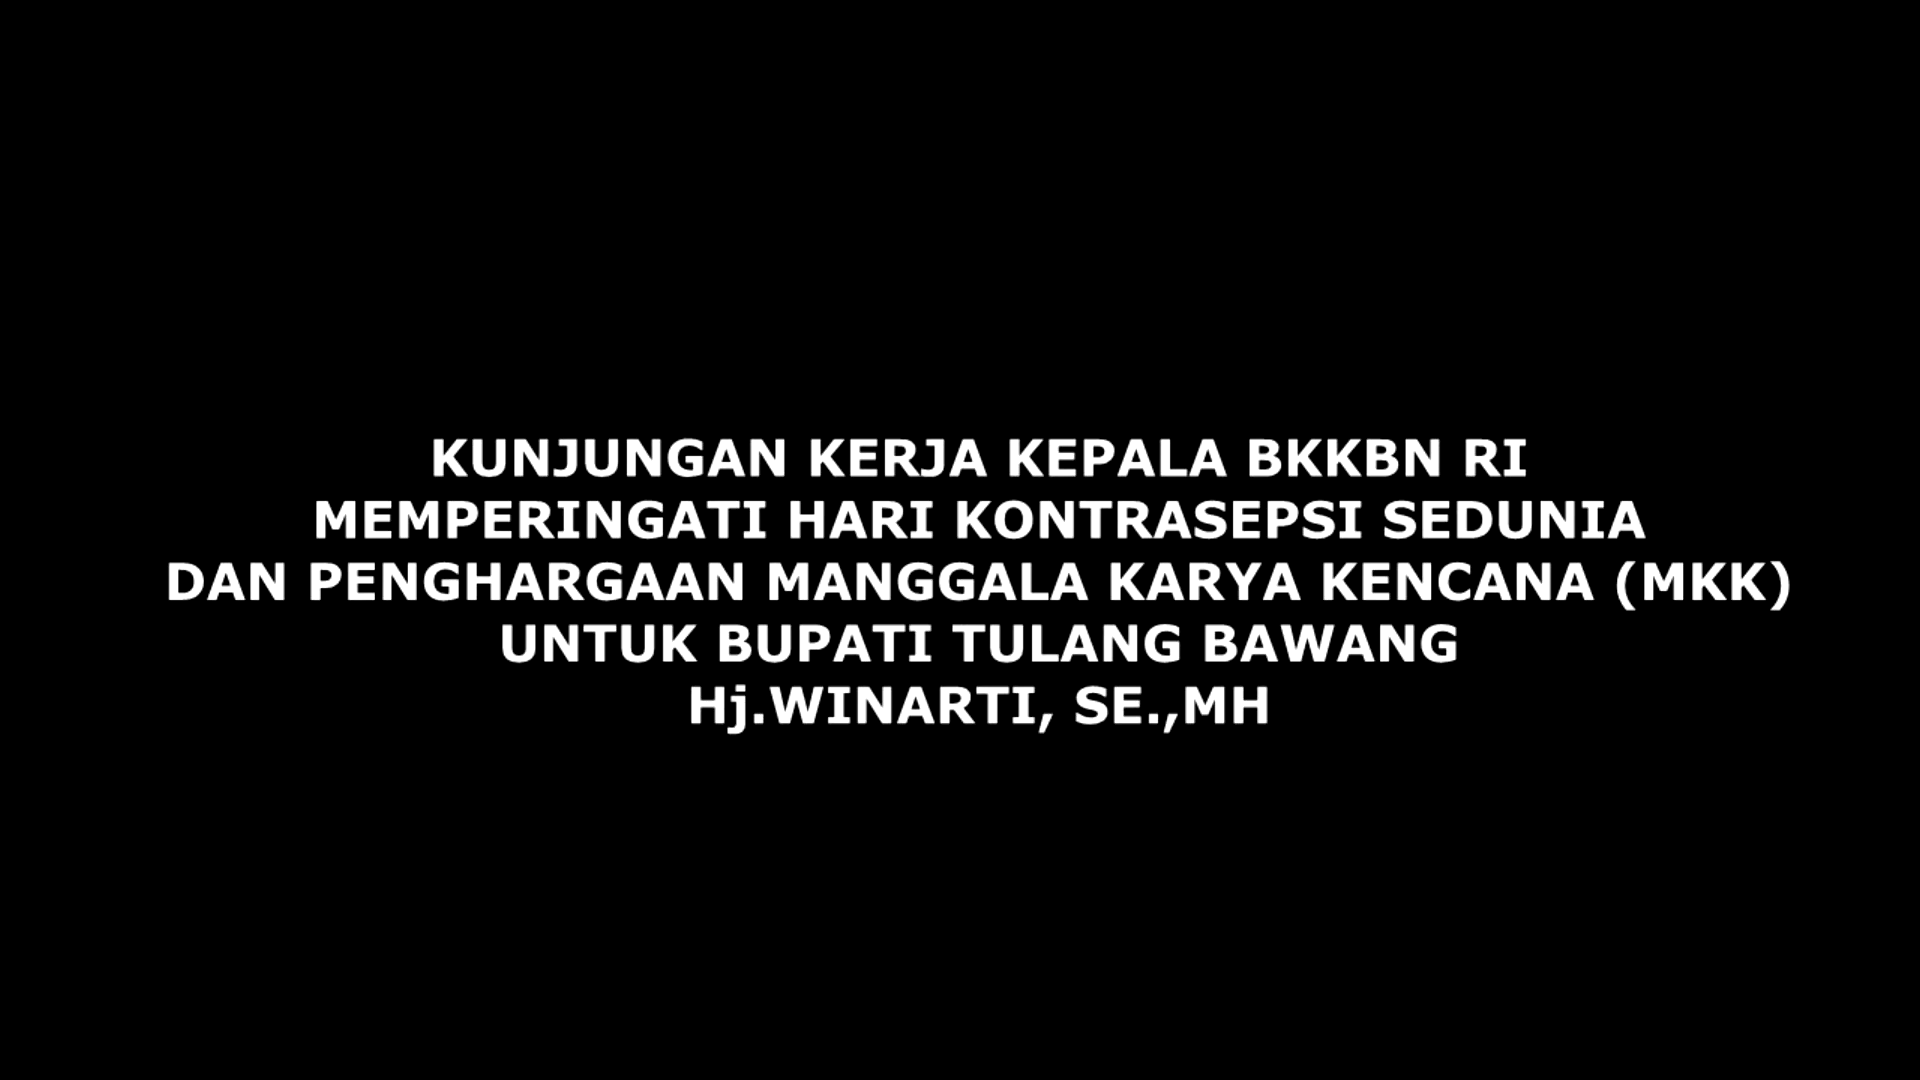 KUNJUNGAN KERJA KEPALA BKKBN RI
MEMPERINGATI HARI KONTRASEPSI SEDUNIA
DAN PENGHARGAAN MANGGALA KARYA KENCANA (MKK)
UNTUK BUPATI TULANG BAWANG
Hj.WINARTI, SE.,MH